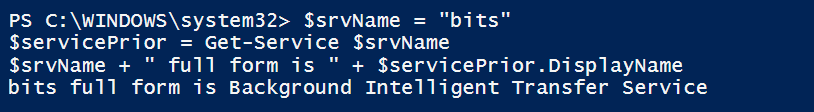 PS C:\WINDOWS\system32> $srvName = "bits"
$servicePrior = Get-Service $srvName
$srvName + " full form is " + $servicePrior.DisplayName
bits full form is Background Intelligent Transfer Service